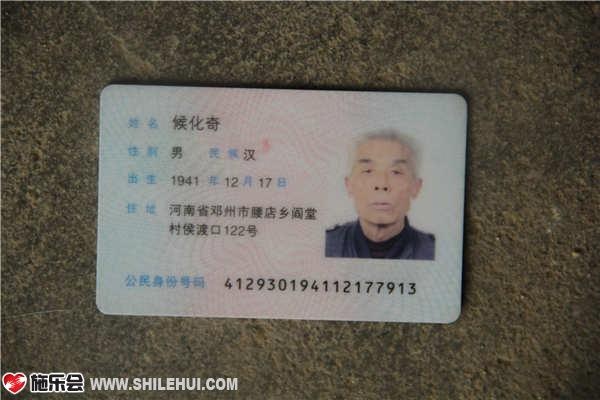 姓名 候化奇
性别 男 民族 汉
出生 1941 年 12 月 17 日
住址 河南省邓州市腰店乡阎堂
村侯渡口122号
公民身份号码 412930194112177913
施乐会 WWW.SHILEHUI.COM